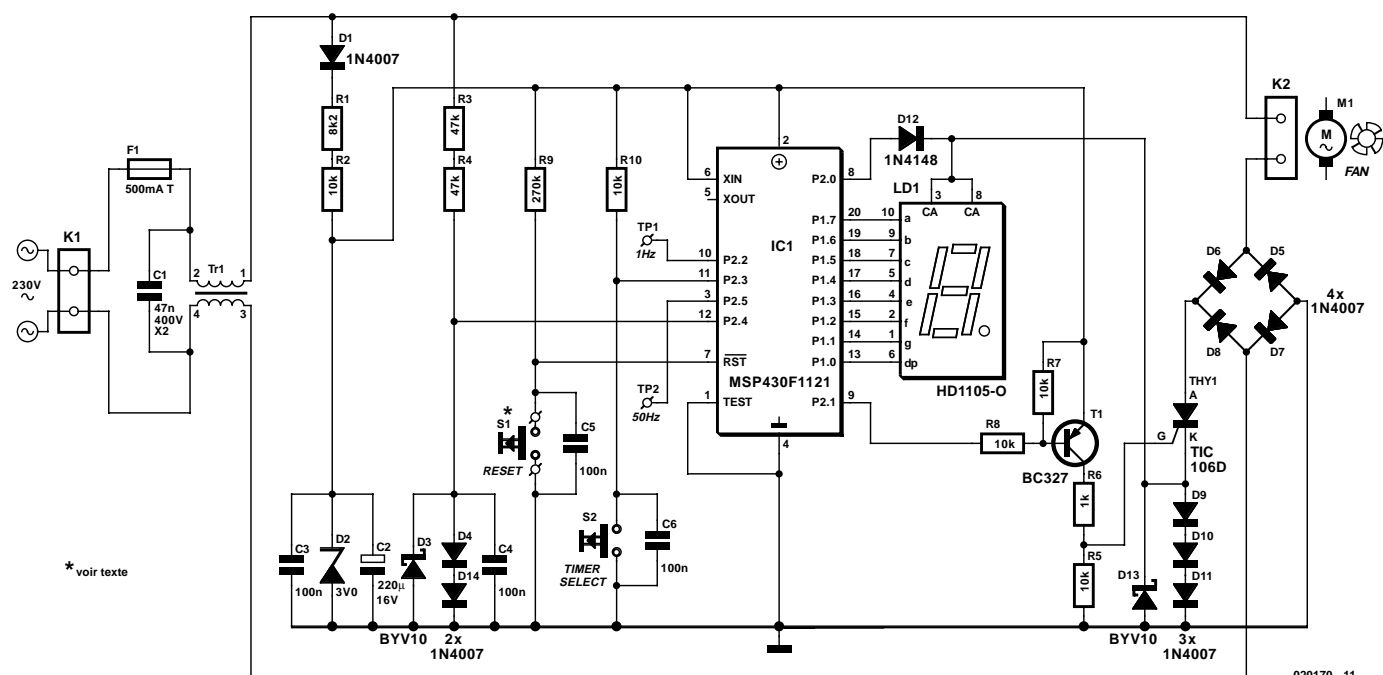 D1
1N4007
R1
8k2
R2
10k
R3
47k
R4
47k
R9
270k
R10
10k
F1
500mA T
K1
230V
~
C1
47n
400V
X2
Tr1
2
1
4
3
TP1
1Hz
TP2
50Hz
2
6
XIN
5
XOUT
IC1
10
P2.2
11
P2.3
3
P2.5
12
P2.4
7
RST
MSP430F1121
1
TEST
4
8
P2.0
20
P1.7
19
P1.6
18
P1.5
17
P1.4
16
P1.3
15
P1.2
14
P1.1
13
P1.0
9
P2.1
D12
1N4148
LD1
3
8
CA
CA
10
a
9
b
7
c
5
d
4
e
2
f
1
g
6
dp
HD1105-O
K2
M1
M
~
FAN
D6
D5
D8
D7
4x
1N4007
THY1
A
G
K
TIC
106D
R7
10k
R8
10k
T1
BC327
R6
1k
R5
10k
D9
D10
D11
D13
BYV10
3x
1N4007
*
S1
RESET
C5
100n
S2
TIMER
SELECT
C6
100n
C3
100n
D2
3V0
C2
220µ
16V
D3
BYV10
D4
D14
2x
1N4007
C4
100n
* voir texte